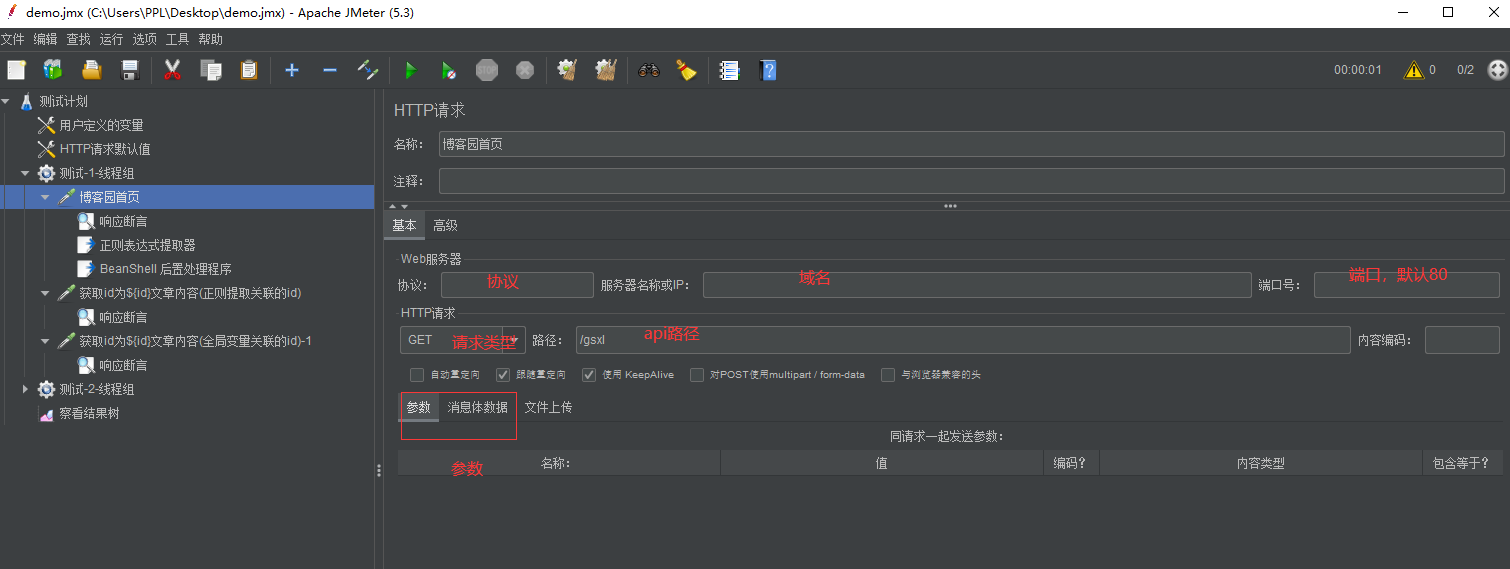 demo.jmx (C:\Users\PPL\Desktop\demo.jmx) - Apache JMeter (5.3)
文件 编辑 查找 运行 选项 工具 帮助
STOP
00:00:01 0 0/2
测试计划
用户定义的变量
HTTP请求默认值
测试-1-线程组
博客园首页
响应断言
正则表达式提取器
BeanShell 后置处理程序
获取id为${id}文章内容(正则提取关联的id)
响应断言
获取id为${id}文章内容(全局变量关联的id)-1
响应断言
测试-2-线程组
察看结果树
HTTP请求
名称： 博客园首页
注释：
基本 高级
Web服务器
协议： 协议 服务器名称或IP： 域名 端口号： 端口，默认80
HTTP请求
GET 请求类型 路径： /gsxl api路径 内容编码：
自动重定向 跟随重定向 使用 KeepAlive 对POST使用multipart / form-data 与浏览器兼容的头
参数 消息体数据 文件上传
同请求一起发送参数：
参数 名称： 值 编码？ 内容类型 包含等于？